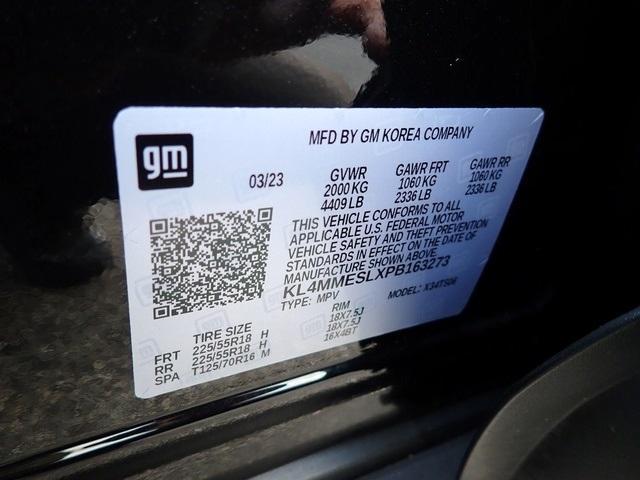 gm
MFD BY GM KOREA COMPANY
03/23
GVWR
2000 KG
4409 LB
GAWR FRT
1060 KG
2336 LB
GAWR RR
1060 KG
2336 LB
THIS VEHICLE CONFORMS TO ALL
APPLICABLE U.S. FEDERAL MOTOR
VEHICLE SAFETY AND THEFT PREVENTION
STANDARDS IN EFFECT ON THE DATE OF
MANUFACTURE SHOWN ABOVE.
KL4MMESLXPB163273
TYPE: MPV
MODEL: X34TS06
TIRE SIZE
RIM
FRT 225/55R18 H 18X7.5J
RR 225/55R18 H 18X7.5J
SPA T125/70R16 M 16X4BT